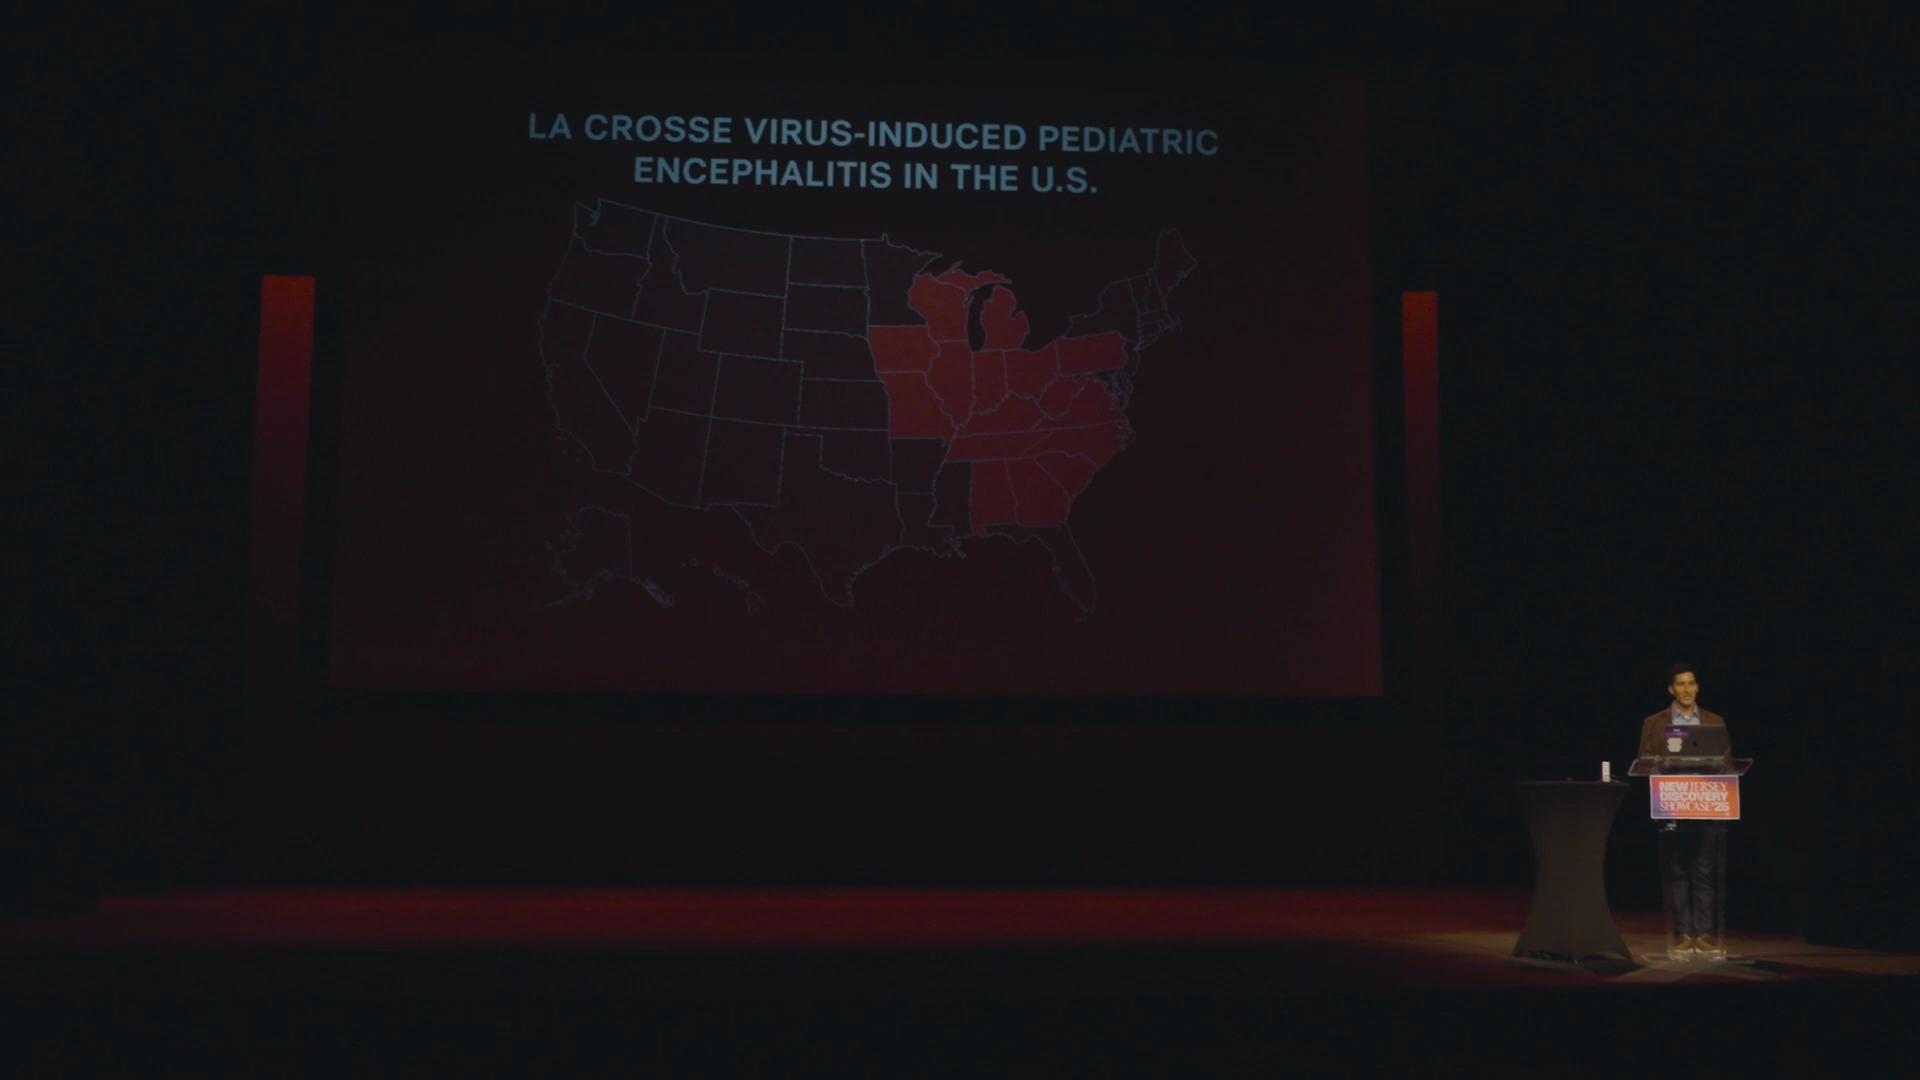 LA CROSSE VIRUS-INDUCED PEDIATRIC
ENCEPHALITIS IN THE U.S.
NEW JERSEY
DISCOVERY
SHOWCASE'25